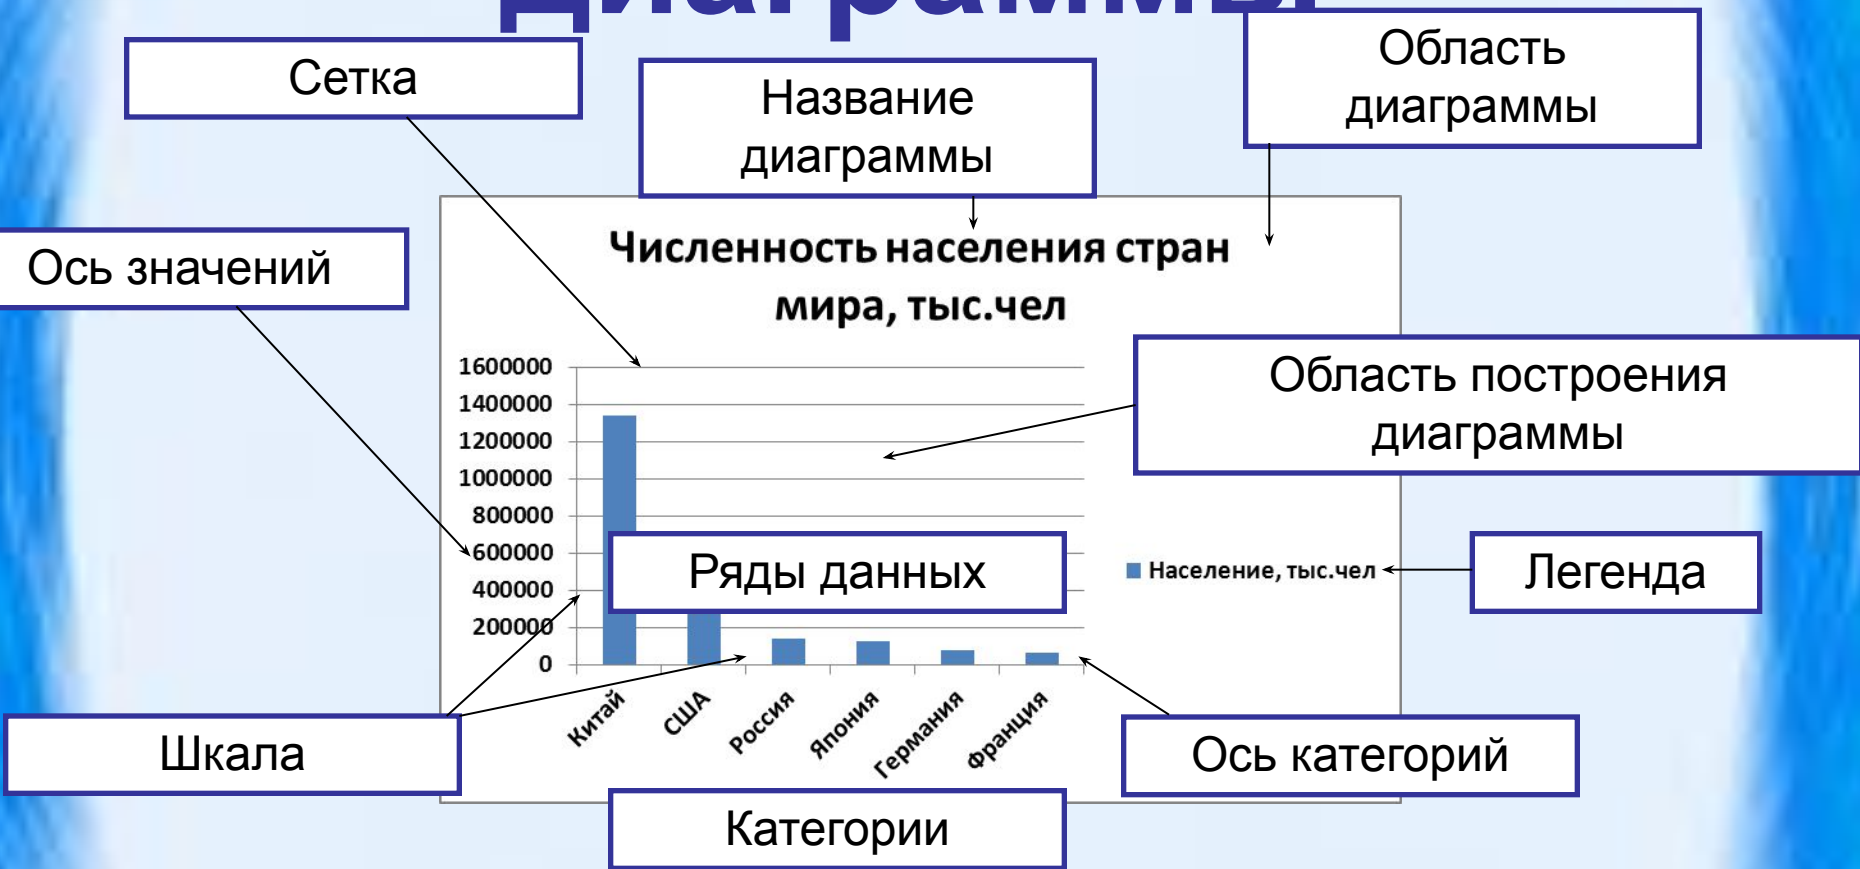 диаграммы
Сетка
Название
диаграммы
Область
диаграммы
Ось значений
Численность населения стран
мира, тыс.чел
Область построения
диаграммы
1600000
1400000
1200000
1000000
800000
600000
400000
200000
0
Ряды данных
Население, тыс.чел
Легенда
Китай
США
Россия
Япония
Германия
Франция
Шкала
Ось категорий
Категории